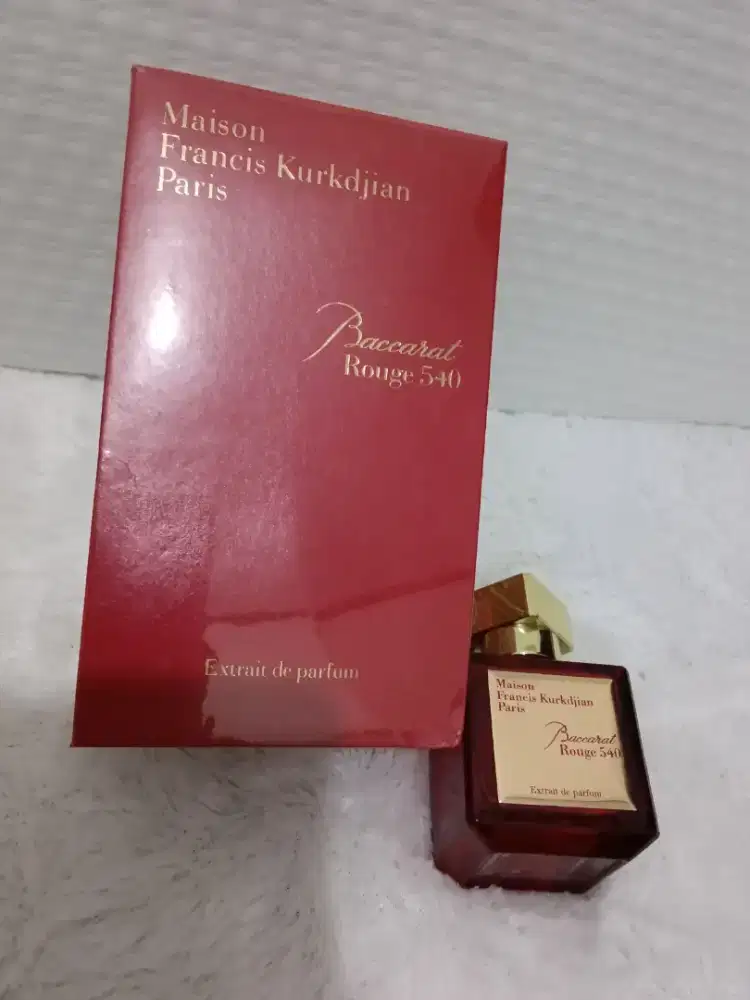 Maison
Francis Kurkdjian
Paris
Baccarat
Rouge 540
Extrait de parfum
Maison
Francis Kurkdjian
Paris
Baccarat
Rouge 540
Extrait de parfum